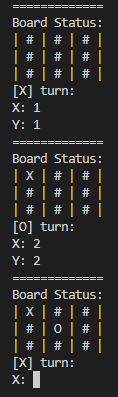 =============
Board Status:
| # | # | # |
| # | # | # |
| # | # | # |
[X] turn:
X: 1
Y: 1
=============
Board Status:
| X | # | # |
| # | # | # |
| # | # | # |
[O] turn:
X: 2
Y: 2
=============
Board Status:
| X | # | # |
| # | O | # |
| # | # | # |
[X] turn:
X: